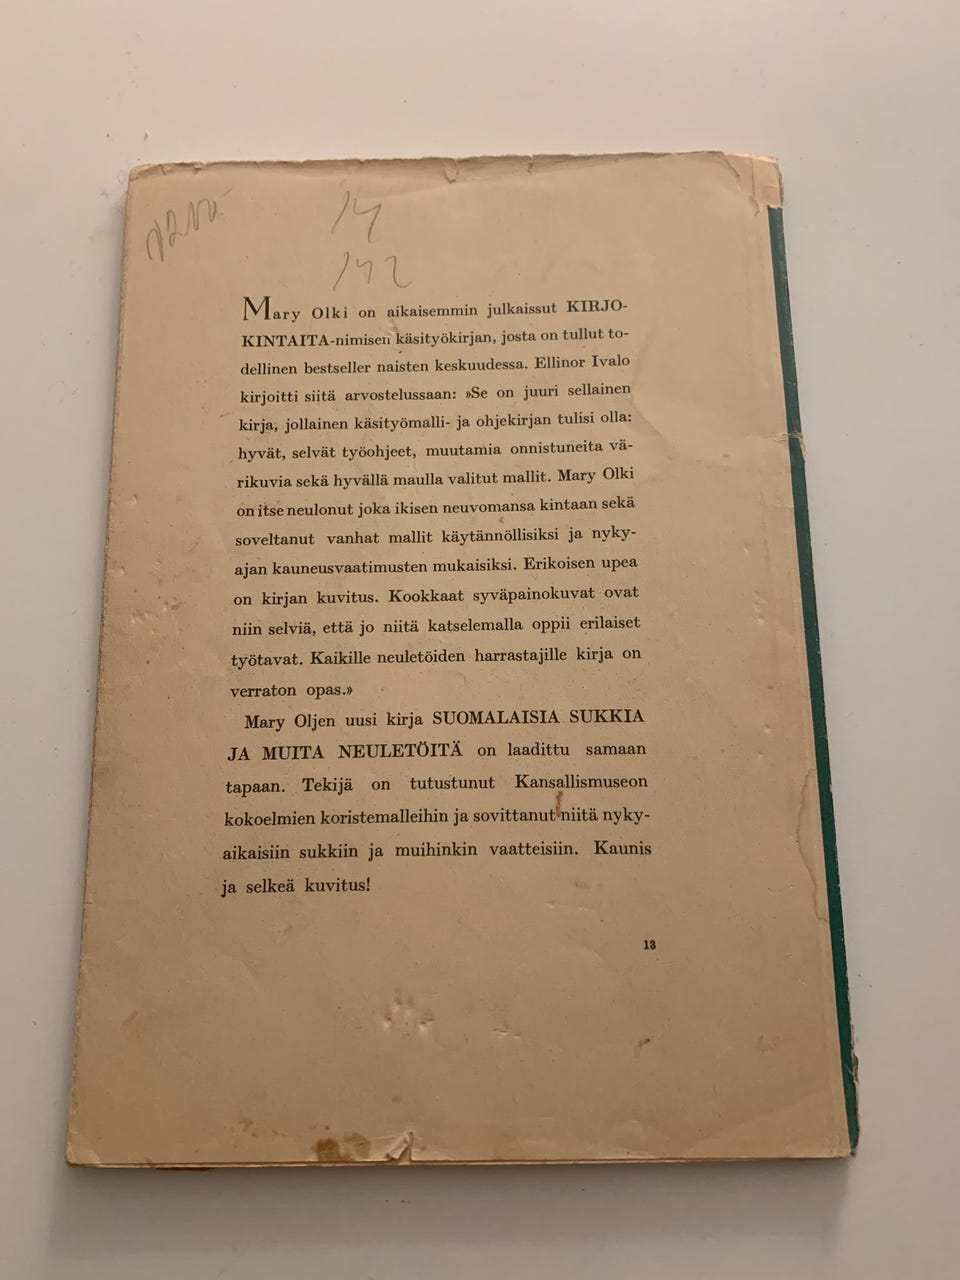 14
142
Mary Olki on aikaisemmin julkaissut KIRJO-
KINTAITA-nimisen käsityökirjan, josta on tullut to-
dellinen bestseller naisten keskuudessa. Ellinor Ivalo
kirjoitti siitä arvostelussaan: »Se on juuri sellainen
kirja, jollainen käsityömalli- ja ohjekirjan tulisi olla:
hyvät, selvät työohjeet, muutamia onnistuneita vä-
rikuvia sekä hyvällä maulla valitut mallit. Mary Olki
on itse neulonut joka ikisen neuvomansa kintaan sekä
soveltanut vanhat mallit käytännöllisiksi ja nyky-
ajan kauneusvaatimusten mukaisiksi. Erikoisen upea
on kirjan kuvitus. Kookkaat syväpainokuvat ovat
niin selviä, että jo niitä katselemalla oppii erilaiset
työtavat. Kaikille neuletöiden harrastajille kirja on
verraton opas.»
Mary Oljen uusi kirja SUOMALAISIA SUKKIA
JA MUITA NEULETÖITÄ on laadittu samaan
tapaan. Tekijä on tutustunut Kansallismuseon
kokoelmien koristemalleihin ja sovittanut niitä nyky-
aikaisiin sukkiin ja muihinkin vaatteisiin. Kaunis
ja selkeä kuvitus!
13